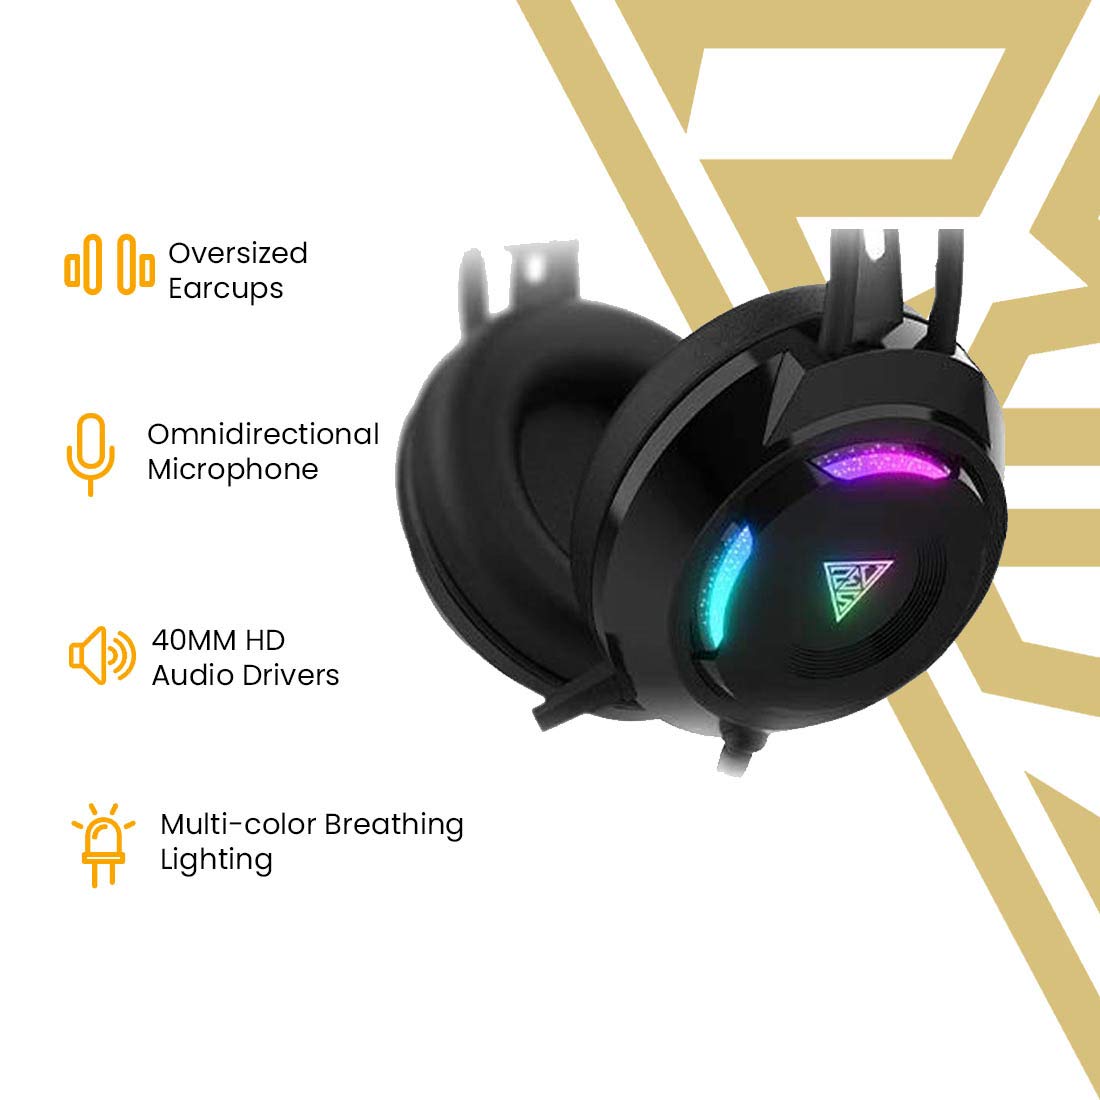 Oversized
Earcups
Omnidirectional
Microphone
40MM HD
Audio Drivers
Multi-color Breathing
Lighting